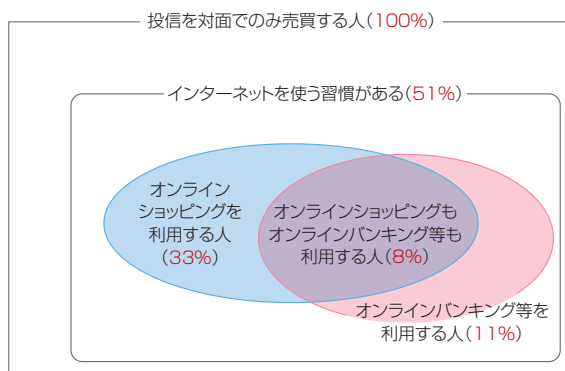 投信を対面でのみ売買する人(100%)
インターネットを使う習慣がある(51%)
オンライン
ショッピングを
利用する人
(33%)
オンラインショッピングも
オンラインバンキング等も
利用する人(8%)
オンラインバンキング等を
利用する人(11%)